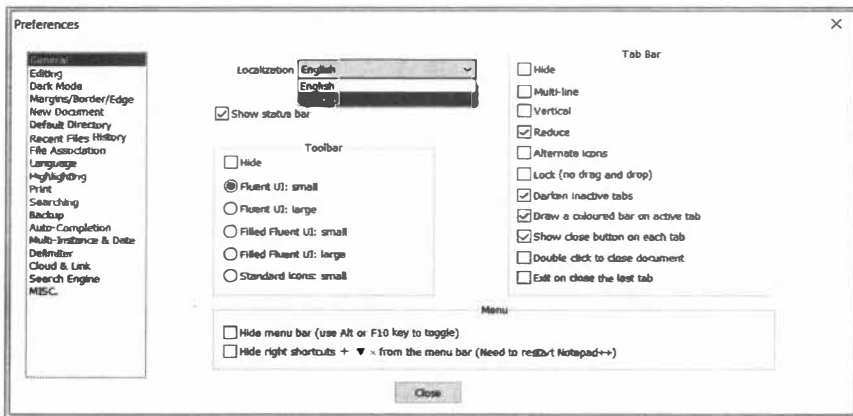 Preferences
General
Editing
Dark Mode
Margins/Border/Edge
New Document
Default Directory
Recent Files History
File Association
Language
Highlighting
Print
Searching
Backup
Auto-Completion
Multi-Instance & Date
Delimiter
Cloud & Link
Search Engine
MISC.
Localization English
English
Show status bar
Toolbar
Hide
Fluent UI: small
Fluent UI: large
Filled Fluent UI: small
Filled Fluent UI: large
Standard icons: small
Tab Bar
Hide
Multi-line
Vertical
Reduce
Alternate icons
Lock (no drag and drop)
Darken inactive tabs
Draw a coloured bar on active tab
Show close button on each tab
Double click to close document
Exit on close the last tab
Menu
Hide menu bar (use Alt or F10 key to toggle)
Hide right shortcuts + ▼ × from the menu bar (Need to restart Notepad++)
Close